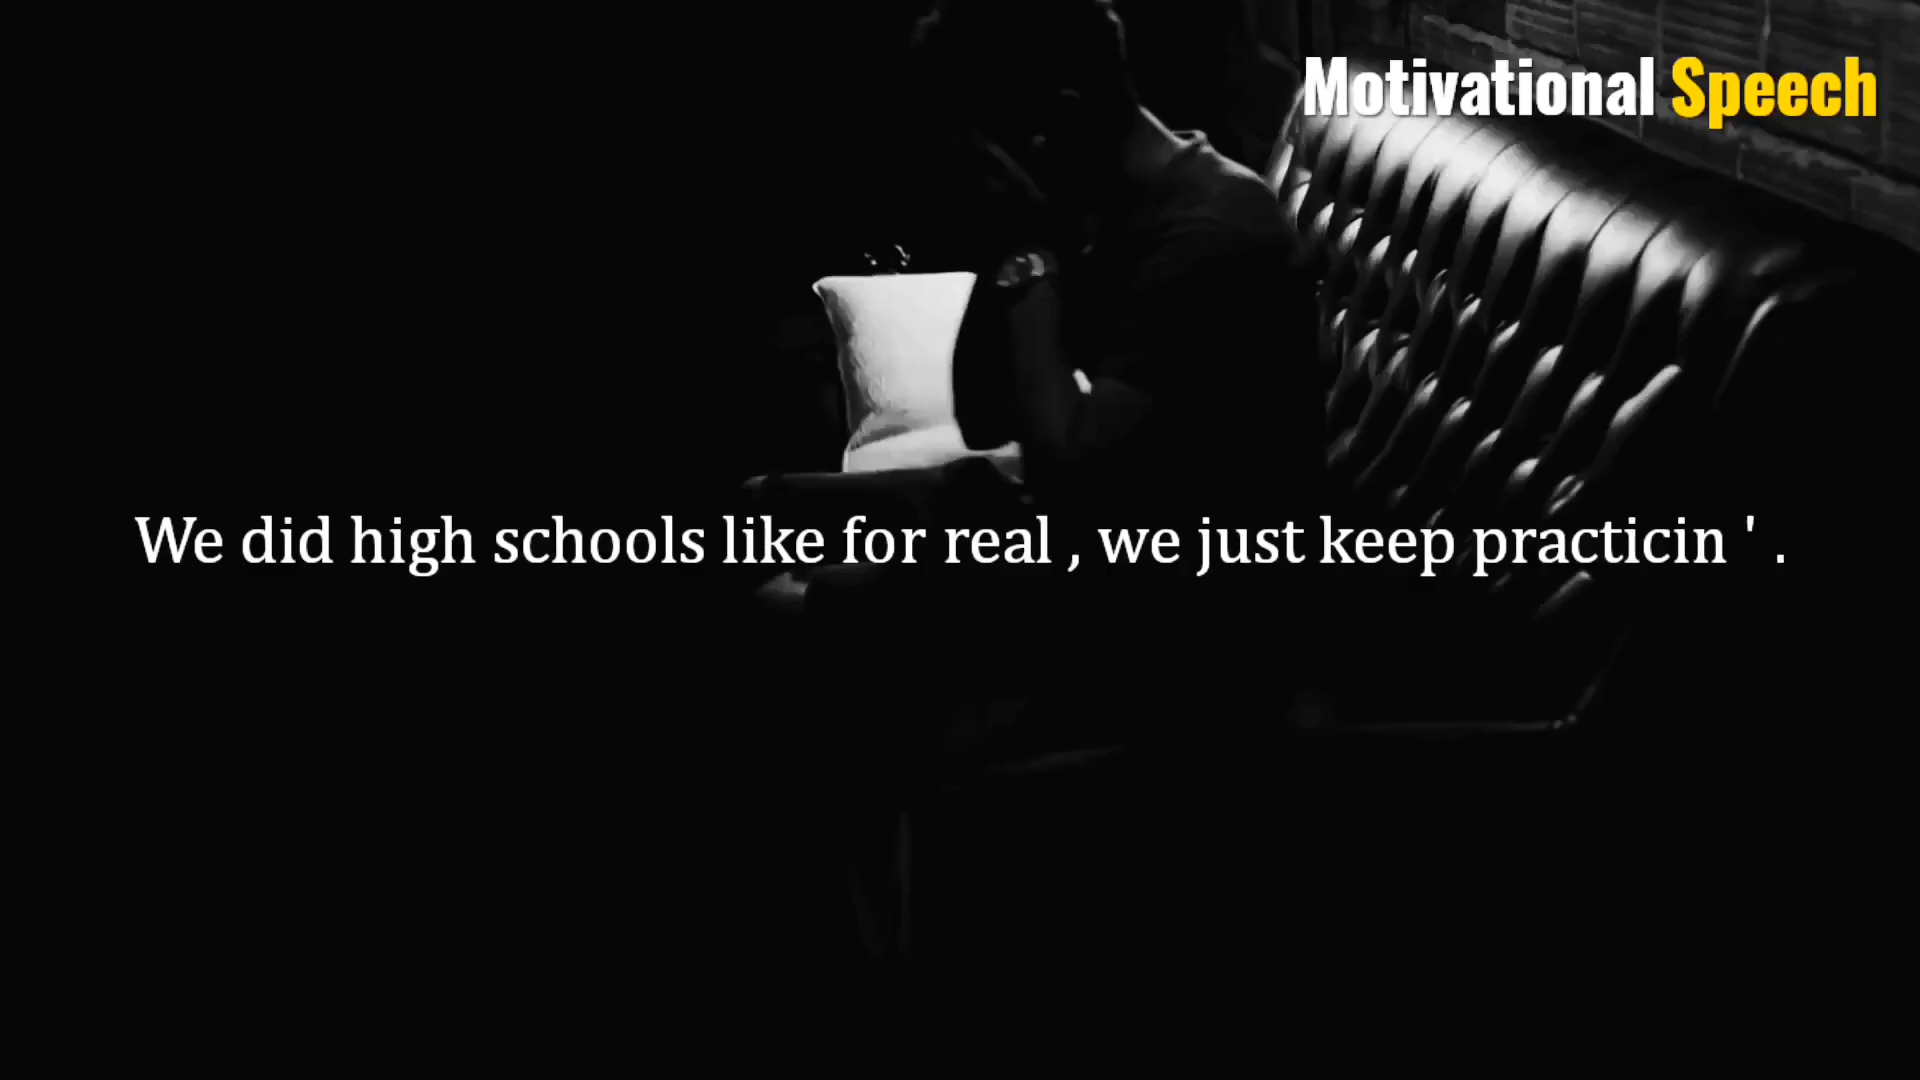 Motivational Speech
We did high schools like for real , we just keep practicin ' .